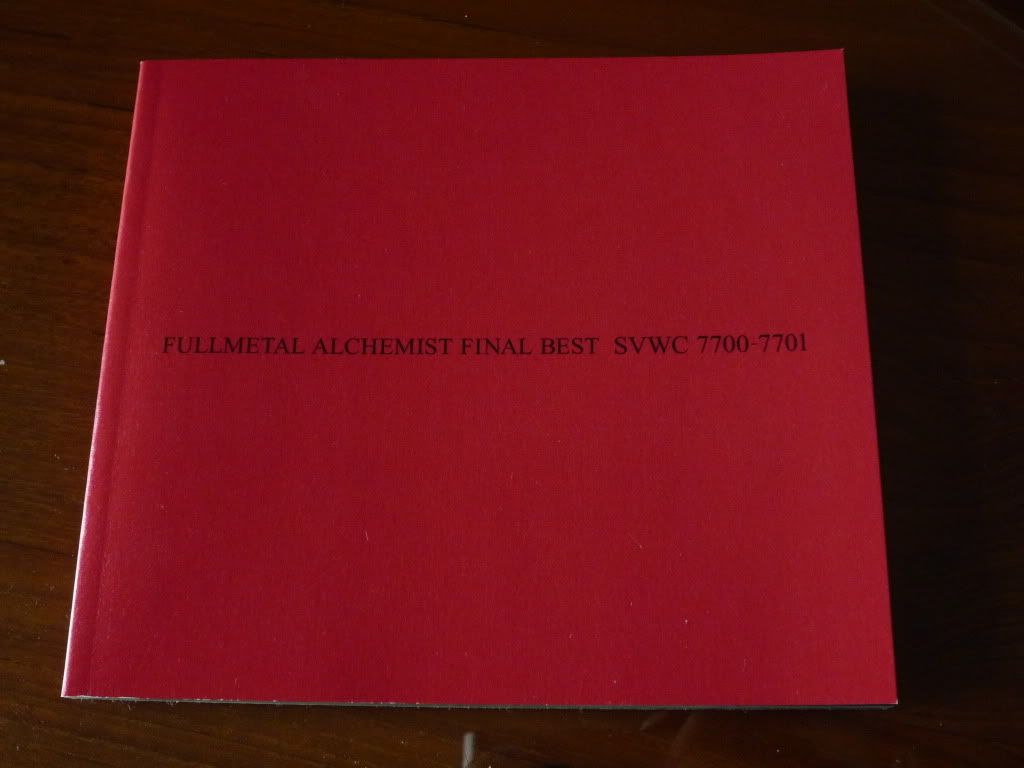 FULLMETAL ALCHEMIST FINAL BEST SVWC 7700-7701